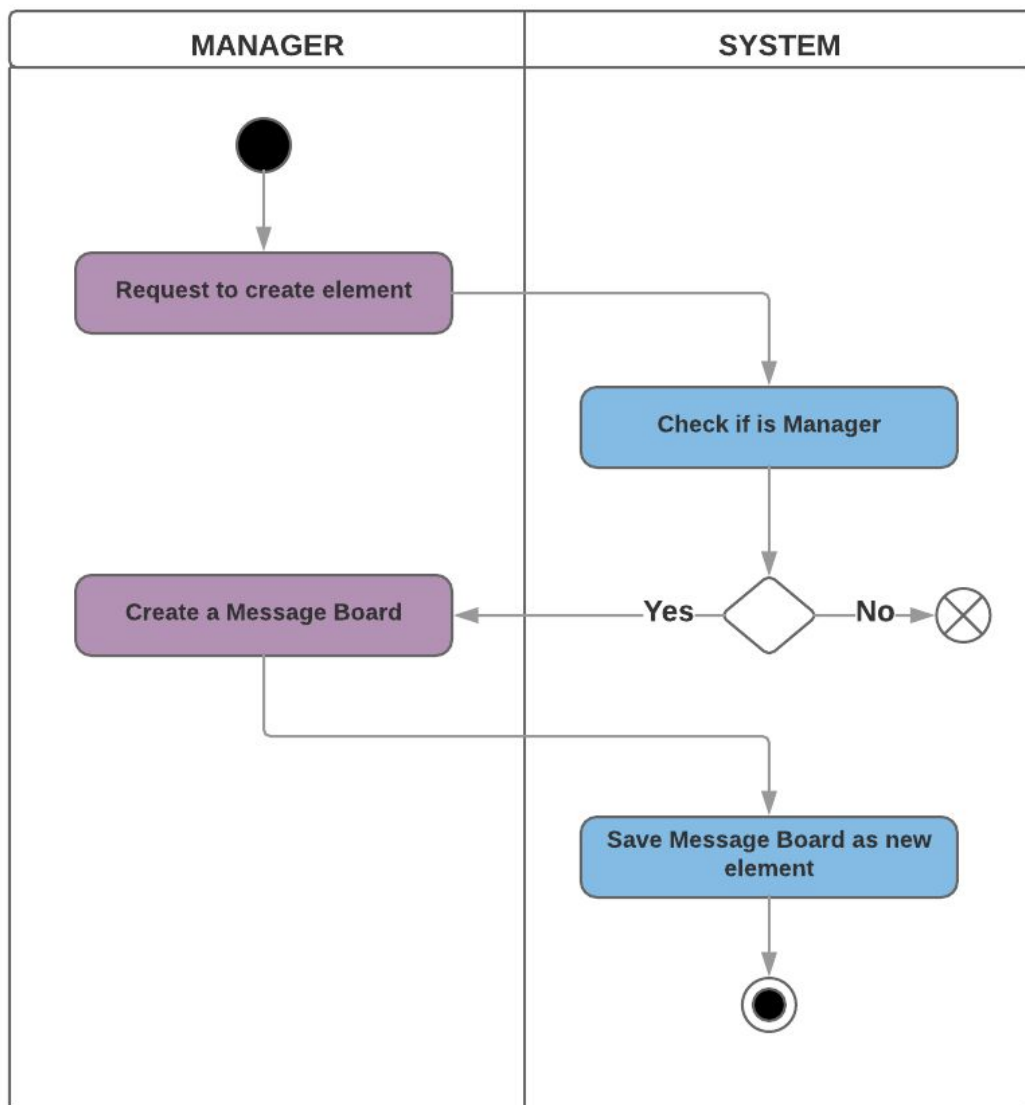 MANAGER
SYSTEM
Request to create element
Check if is Manager
Create a Message Board
Yes
No
Save Message Board as new
element